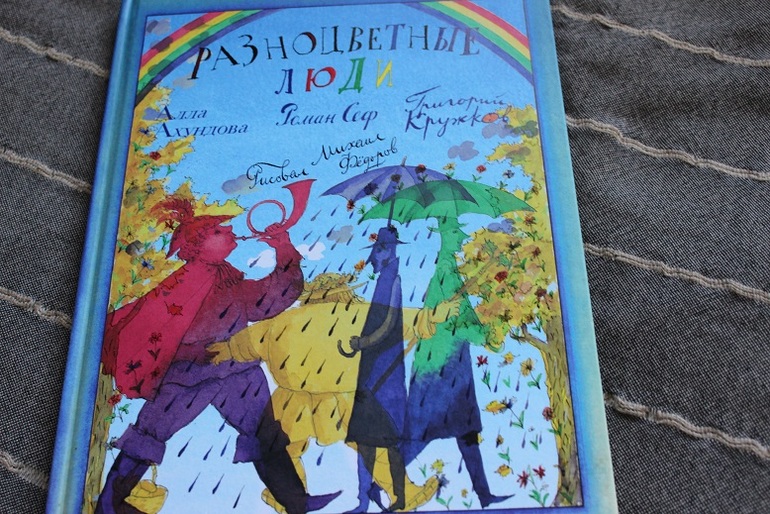 РАЗНОЦВЕТНЫЕ
ЛЮДИ
Алла Ахундова
Роман Сеф
Григорий Кружков
Рисовал Михаил Фёдоров